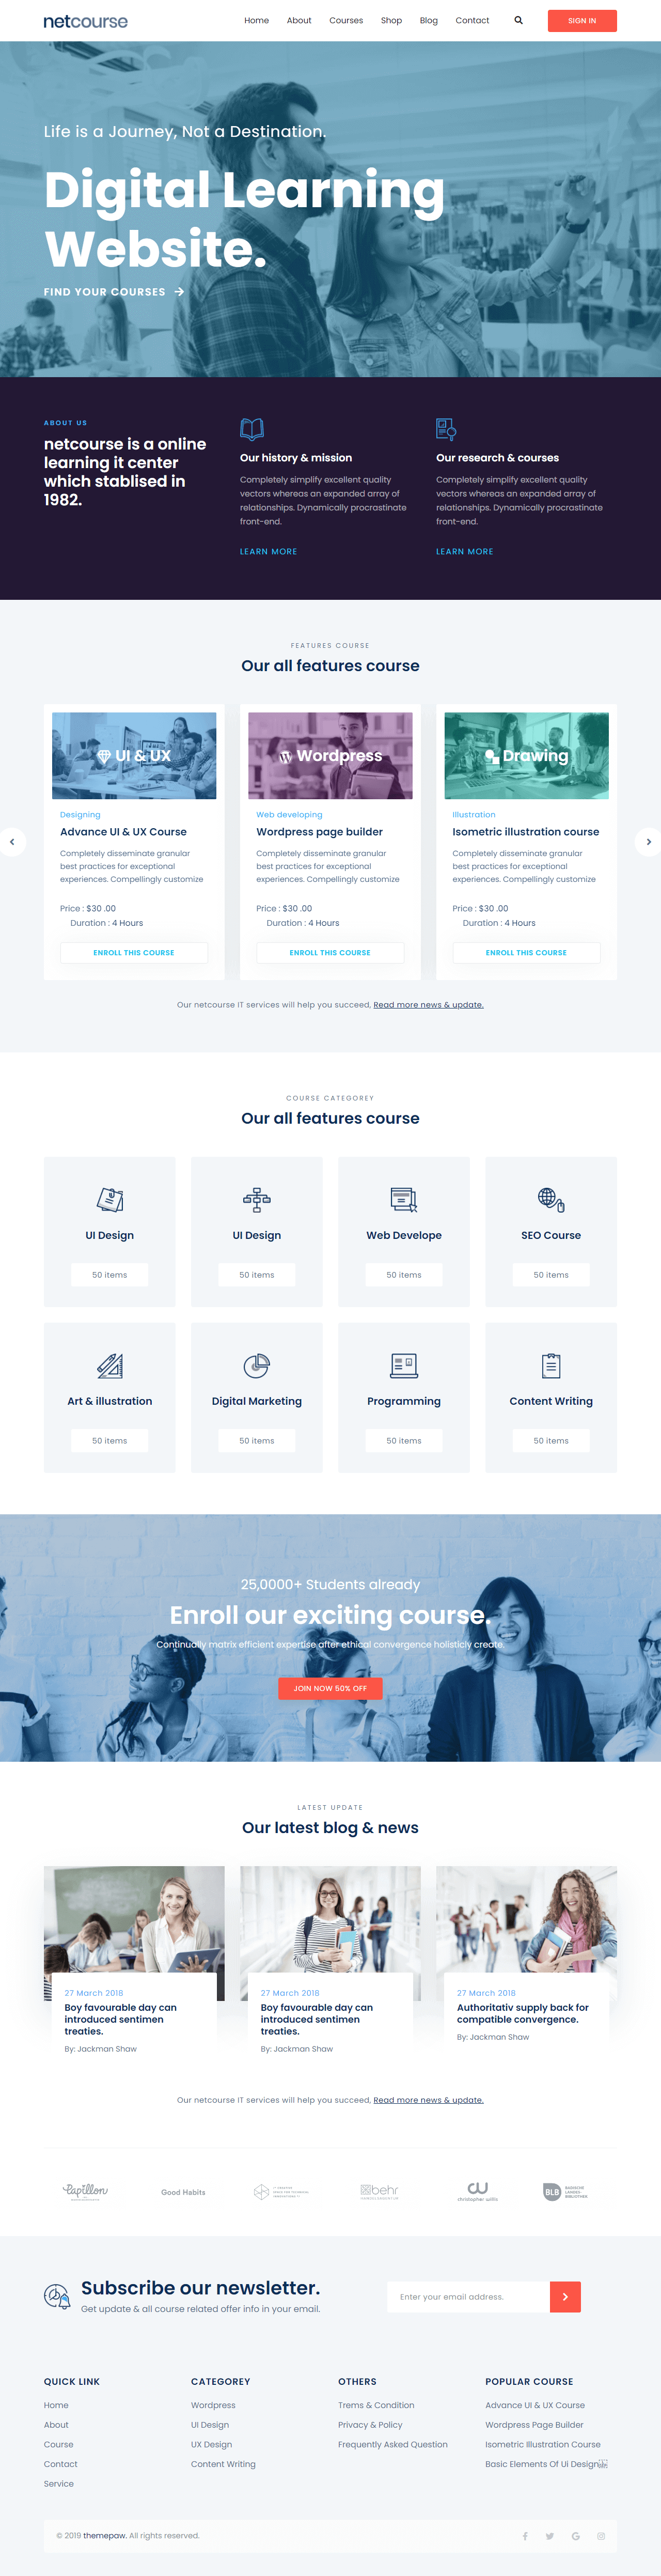 netcourse
Home About Courses Shop Blog Contact SIGN IN
Life is a Journey, Not a Destination.
Digital Learning
Website.
FIND YOUR COURSES
ABOUT US
netcourse is a online
learning it center
which stablised in
1982.
Our history & mission
Completely simplify excellent quality
vectors whereas an expanded array of
relationships. Dynamically procrastinate
front-end.
LEARN MORE
Our research & courses
Completely simplify excellent quality
vectors whereas an expanded array of
relationships. Dynamically procrastinate
front-end.
LEARN MORE
FEATURES COURSE
Our all features course
UI & UX
Designing
Advance UI & UX Course
Completely disseminate granular
best practices for exceptional
experiences. Compellingly customize
Price : $30 .00
Duration : 4 Hours
ENROLL THIS COURSE
Wordpress
Web developing
Wordpress page builder
Completely disseminate granular
best practices for exceptional
experiences. Compellingly customize
Price : $30 .00
Duration : 4 Hours
ENROLL THIS COURSE
Drawing
Illustration
Isometric illustration course
Completely disseminate granular
best practices for exceptional
experiences. Compellingly customize
Price : $30 .00
Duration : 4 Hours
ENROLL THIS COURSE
Our netcourse IT services will help you succeed, Read more news & update.
COURSE CATEGOREY
Our all features course
UI Design
50 items
UI Design
50 items
Web Develope
50 items
SEO Course
50 items
Art & illustration
50 items
Digital Marketing
50 items
Programming
50 items
Content Writing
50 items
25,0000+ Students already
Enroll our exciting course.
Continually matrix efficient expertise after ethical convergence holisticly create.
JOIN NOW 50% OFF
LATEST UPDATE
Our latest blog & news
27 March 2018
Boy favourable day can
introduced sentimen
treaties.
By: Jackman Shaw
27 March 2018
Boy favourable day can
introduced sentimen
treaties.
By: Jackman Shaw
27 March 2018
Authoritativ supply back for
compatible convergence.
By: Jackman Shaw
Our netcourse IT services will help you succeed, Read more news & update.
Papillon
Good Habits
behr
christopher willis
BLB BADISCHE
LANDES-
BIBLIOTHEK
Subscribe our newsletter.
Get update & all course related offer info in your email.
Enter your email address.
QUICK LINK
Home
About
Course
Contact
Service
CATEGOREY
Wordpress
UI Design
UX Design
Content Writing
OTHERS
Trems & Condition
Privacy & Policy
Frequently Asked Question
POPULAR COURSE
Advance UI & UX Course
Wordpress Page Builder
Isometric Illustration Course
Basic Elements Of Ui Design
© 2019 themepaw. All rights reserved.